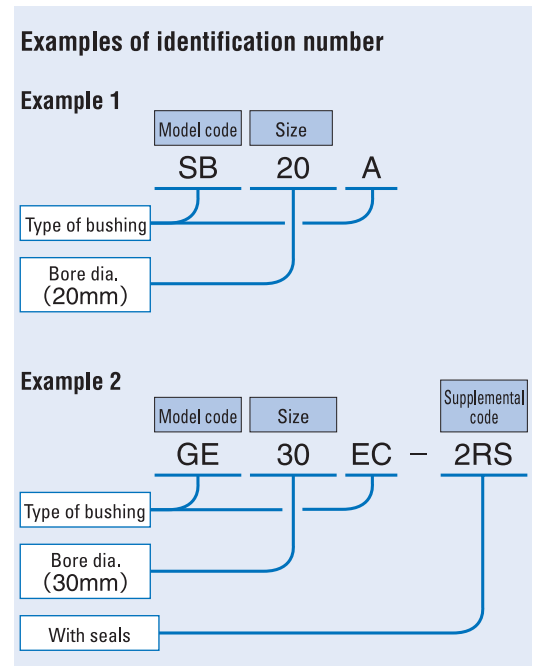 Examples of identification number
Example 1
Model code Size
SB 20 A
Type of bushing
Bore dia.
(20mm)
Example 2
Supplemental
code
Model code Size
GE 30 EC – 2RS
Type of bushing
Bore dia.
(30mm)
With seals